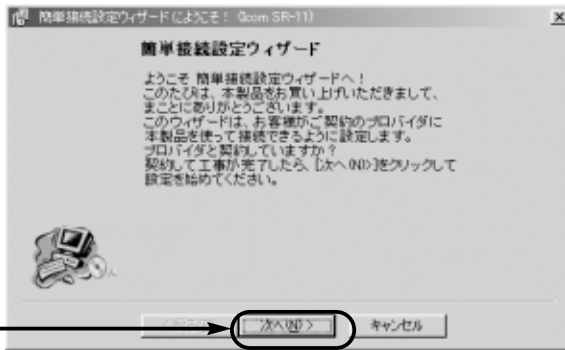 簡単接続設定ウィザードにようこそ! (Icom SR-11)
簡単接続設定ウィザード
ようこそ 簡単接続設定ウィザードへ!
このたびは、本製品をお買い上げいただきまして、
まことにありがとうございます。
このウィザードは、お客様がご契約のプロバイダに
本製品を使って接続できるように設定します。
プロバイダと契約していますか?
契約して工事が完了したら、[次へ(N)>]をクリックして
設定を始めてください。
次へ(N) >
キャンセル